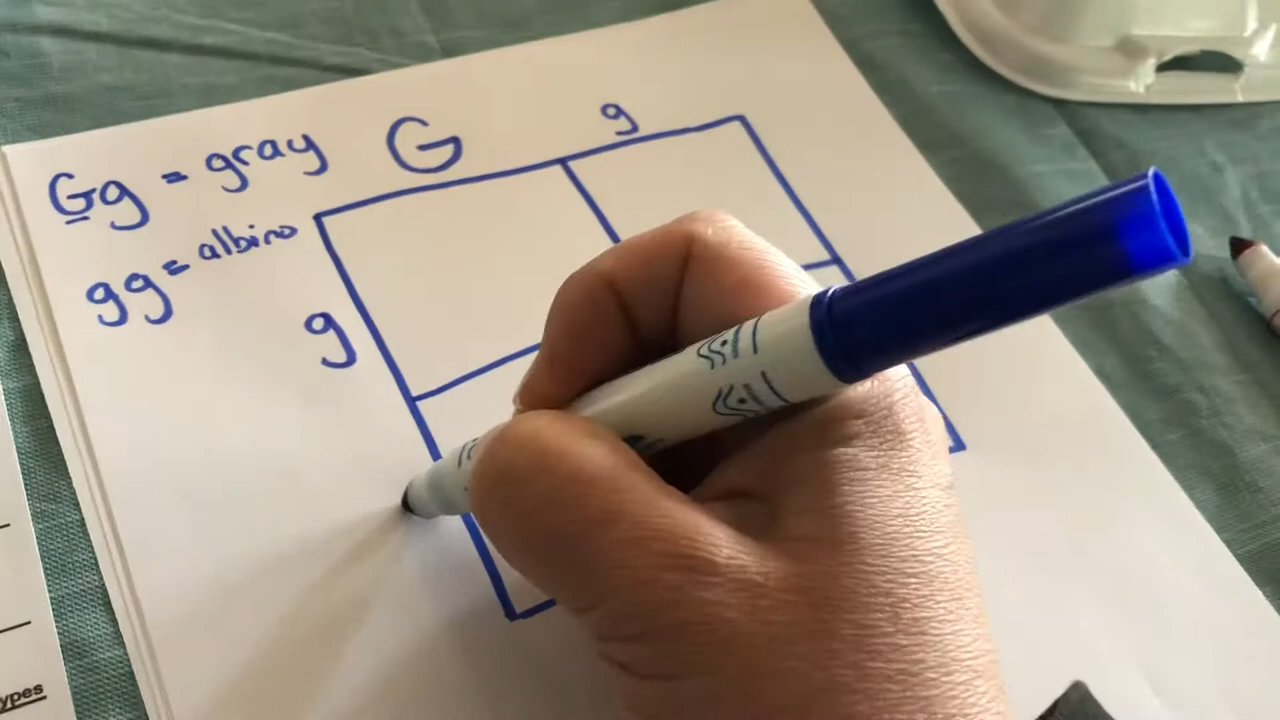 Gg = gray
gg = albino
G g
g
ypes